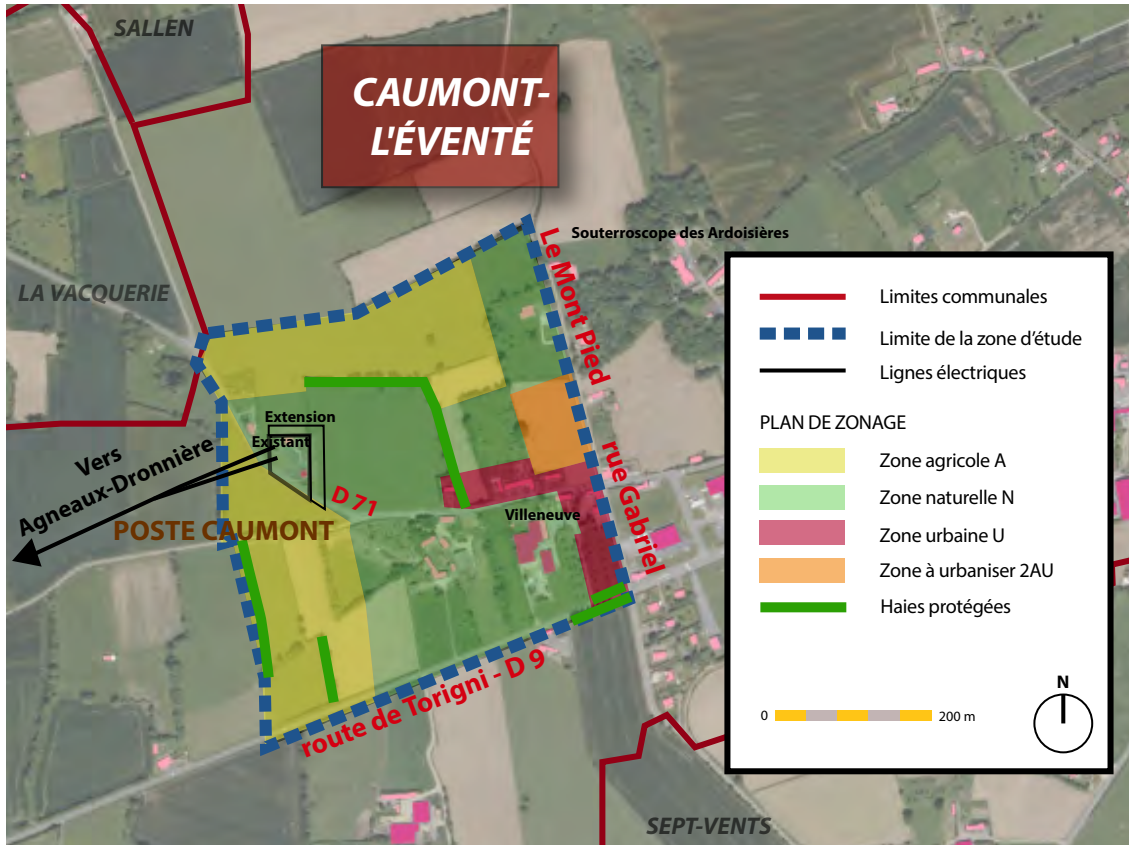 SALLEN
CAUMONT-
L'ÉVENTÉ
Souterroscope des Ardoisières
Le Mont Pied
LA VACQUERIE
Extension
Existant
Vers
Agneaux-Dronnière
D 71
POSTE CAUMONT
Villeneuve
rue Gabriel
route de Torigni - D 9
SEPT-VENTS
Limites communales
Limite de la zone d'étude
Lignes électriques
PLAN DE ZONAGE
Zone agricole A
Zone naturelle N
Zone urbaine U
Zone à urbaniser 2AU
Haies protégées
N
0 200 m